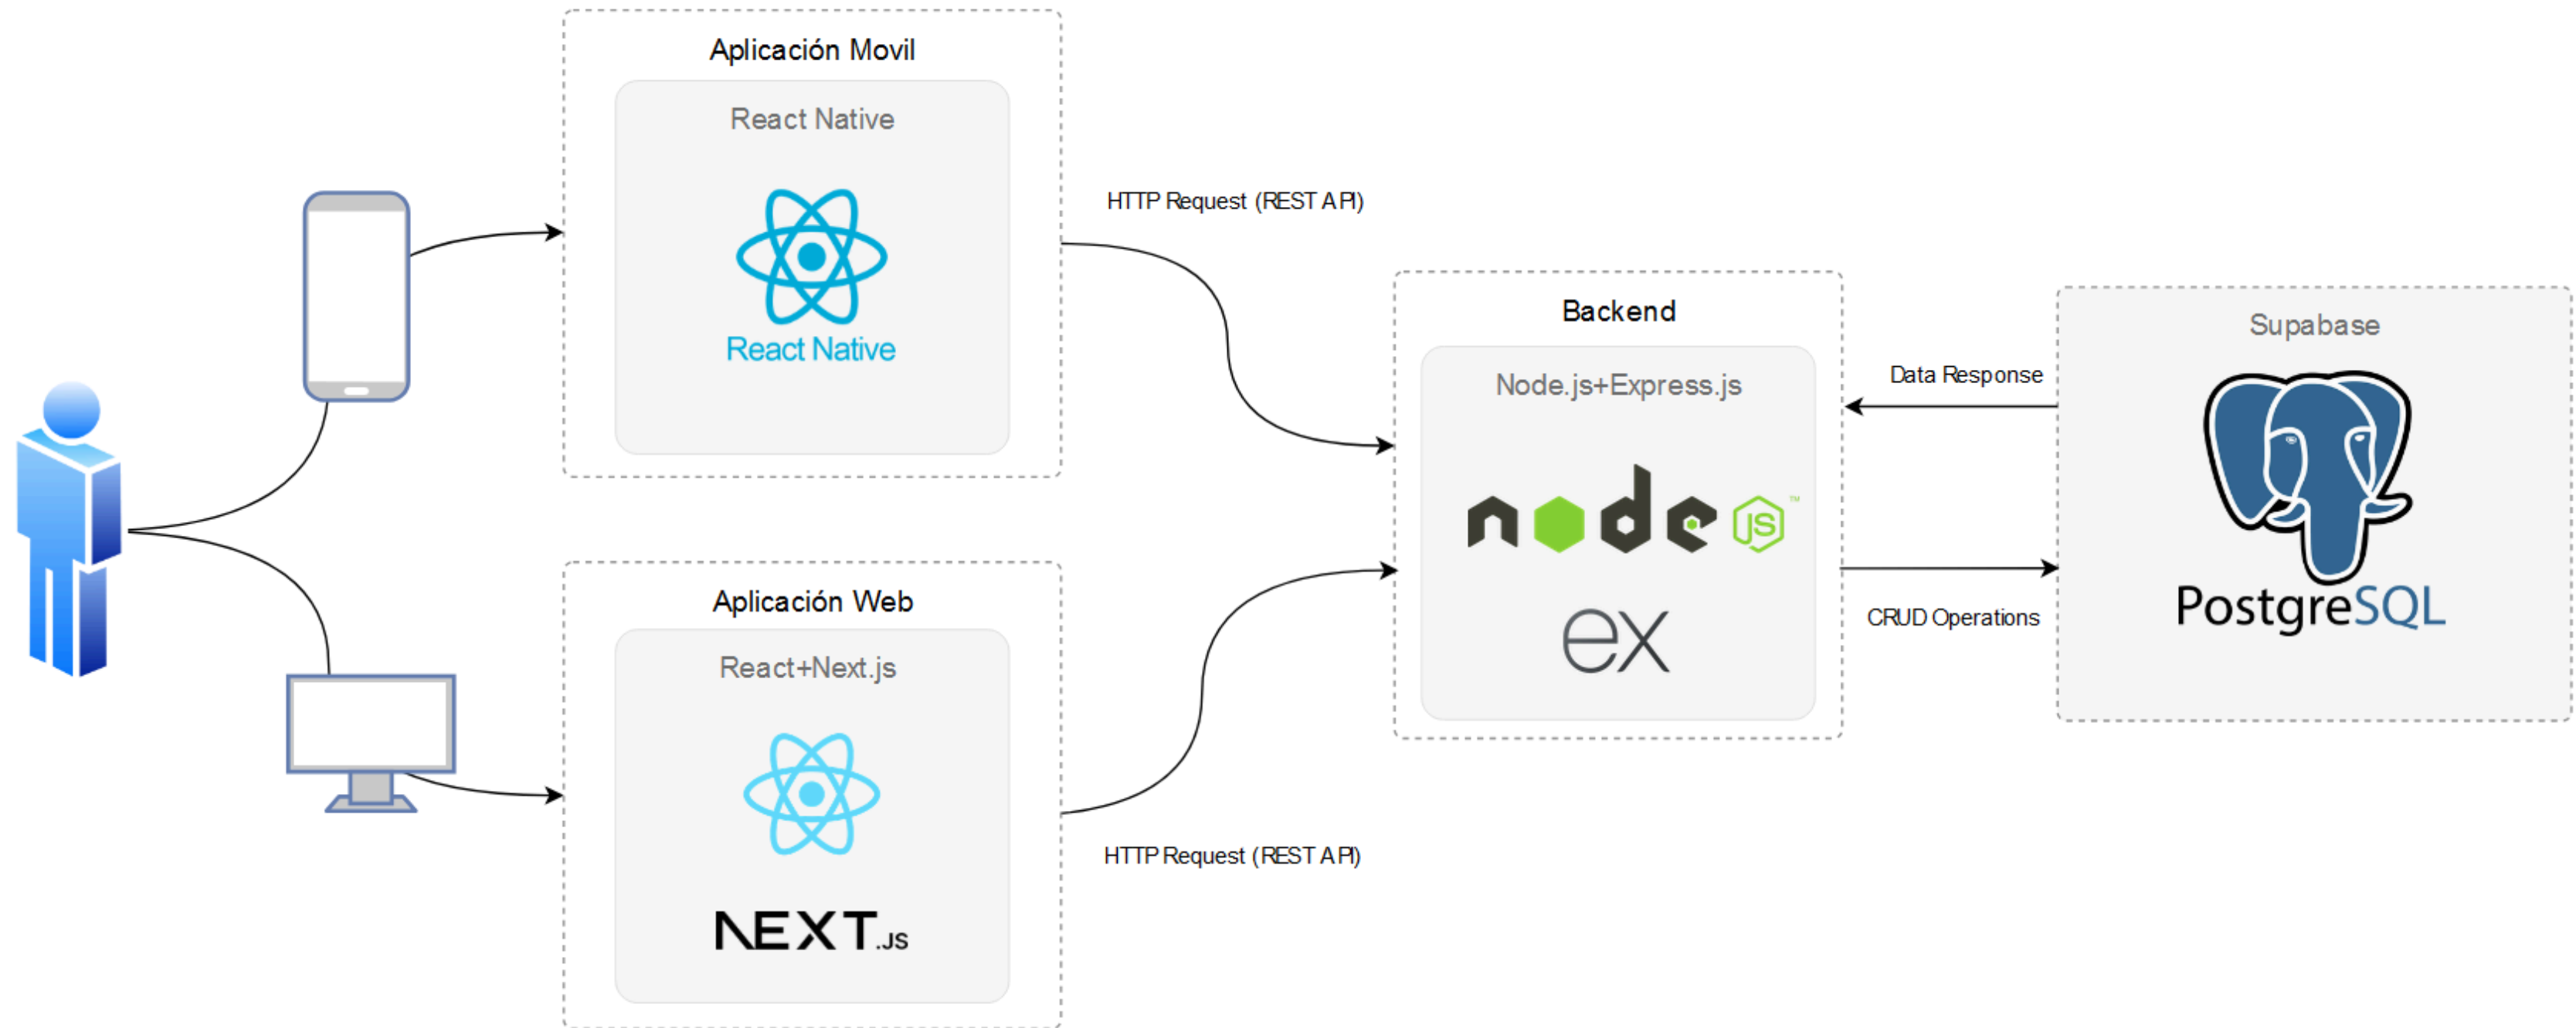 Aplicación Movil
React Native
React Native
HTTP Request (REST API)
Aplicación Web
React+Next.js
NEXT.JS
HTTP Request (REST API)
Backend
Node.js+Express.js
node JS™
ex
Data Response
CRUD Operations
Supabase
PostgreSQL